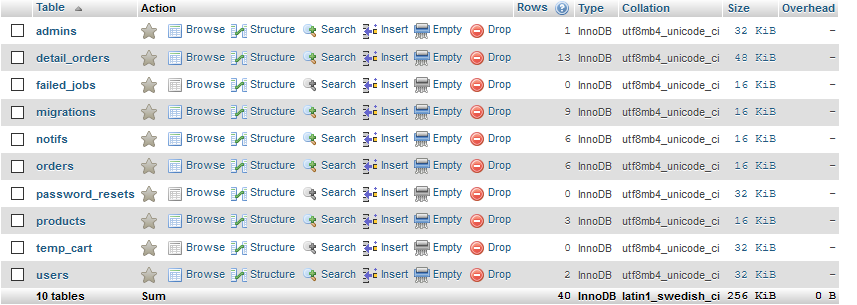 Table Action Rows Type Collation Size Overhead
admins Browse Structure Search Insert Empty Drop 1 InnoDB utf8mb4_unicode_ci 32 KiB -
detail_orders Browse Structure Search Insert Empty Drop 13 InnoDB utf8mb4_unicode_ci 48 KiB -
failed_jobs Browse Structure Search Insert Empty Drop 0 InnoDB utf8mb4_unicode_ci 16 KiB -
migrations Browse Structure Search Insert Empty Drop 9 InnoDB utf8mb4_unicode_ci 16 KiB -
notifs Browse Structure Search Insert Empty Drop 6 InnoDB utf8mb4_unicode_ci 16 KiB -
orders Browse Structure Search Insert Empty Drop 6 InnoDB utf8mb4_unicode_ci 16 KiB -
password_resets Browse Structure Search Insert Empty Drop 0 InnoDB utf8mb4_unicode_ci 32 KiB -
products Browse Structure Search Insert Empty Drop 3 InnoDB utf8mb4_unicode_ci 16 KiB -
temp_cart Browse Structure Search Insert Empty Drop 0 InnoDB utf8mb4_unicode_ci 32 KiB -
users Browse Structure Search Insert Empty Drop 2 InnoDB utf8mb4_unicode_ci 32 KiB -
10 tables Sum 40 InnoDB latin1_swedish_ci 256 KiB 0 B